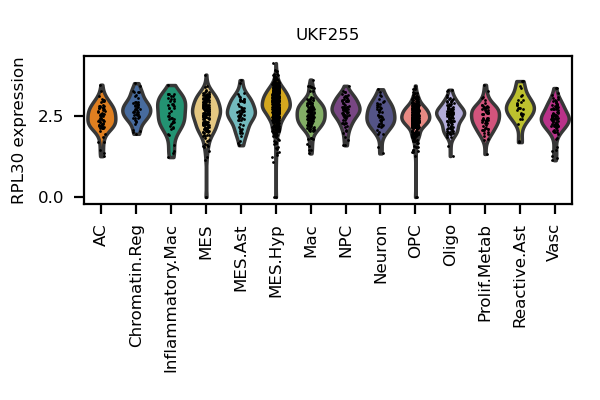 UKF255
RPL30 expression
2.5
0.0
AC
Chromatin.Reg
Inflammatory.Mac
MES
MES.Ast
MES.Hyp
Mac
NPC
Neuron
OPC
Oligo
Prolif.Metab
Reactive.Ast
Vasc